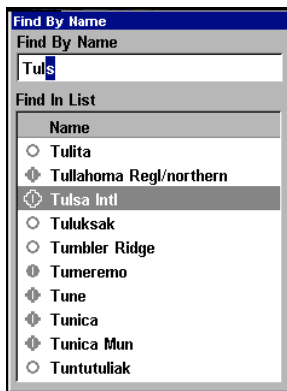 Find By Name
Find By Name
Tuls
Find In List
Name
Tulita
Tullahoma Regl/northern
Tulsa Intl
Tuluksak
Tumbler Ridge
Tumeremo
Tune
Tunica
Tunica Mun
Tuntutuliak